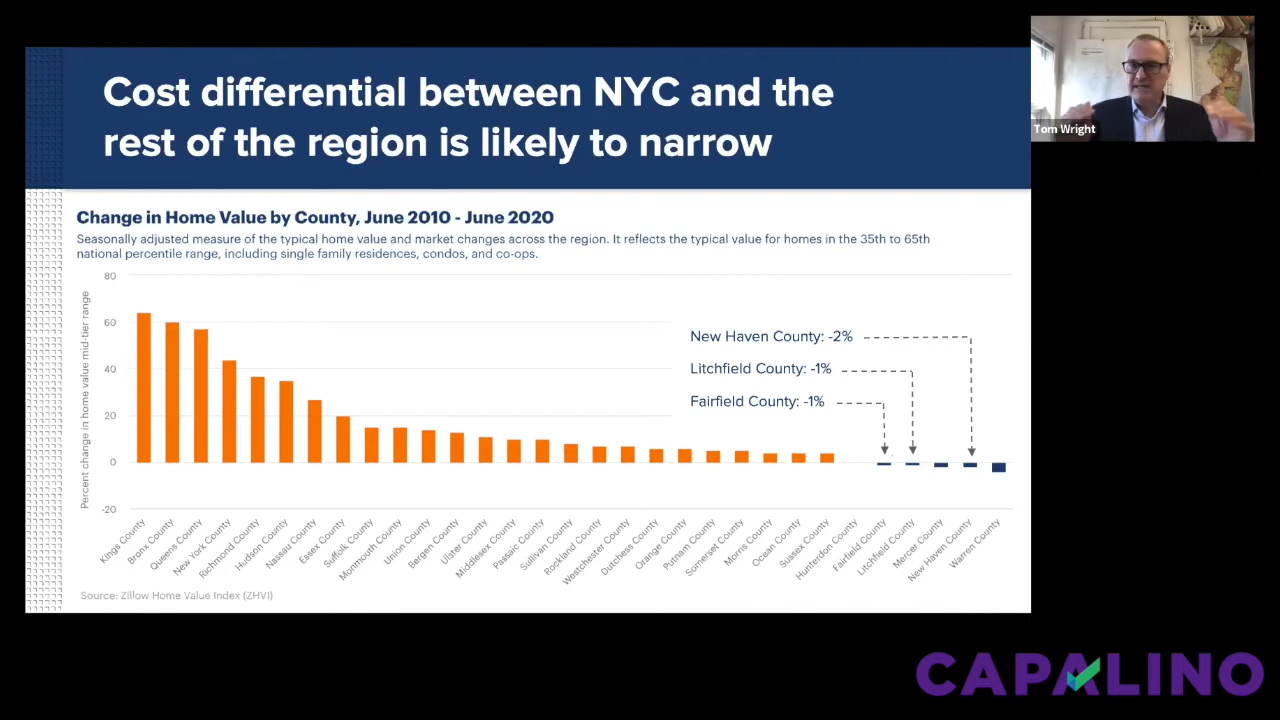 Cost differential between NYC and the
rest of the region is likely to narrow
Tom Wright
Change in Home Value by County, June 2010 - June 2020
Seasonally adjusted measure of the typical home value and market changes across the region. It reflects the typical value for homes in the 35th to 65th
national percentile range, including single family residences, condos, and co-ops.
Percent change in home value mid-tier range
80
60
40
20
0
-20
New Haven County: -2%
Litchfield County: -1%
Fairfield County: -1%
Kings County
Bronx County
Queens County
New York County
Richmond County
Hudson County
Nassau County
Essex County
Suffolk County
Monmouth County
Union County
Bergen County
Ulster County
Middlesex County
Passaic County
Sullivan County
Rockland County
Westchester County
Dutchess County
Orange County
Putnam County
Somerset County
Morris County
Ocean County
Sussex County
Hunterdon County
Fairfield County
Litchfield County
Mercer County
New Haven County
Warren County
Source: Zillow Home Value Index (ZHVI)
CAPALINO